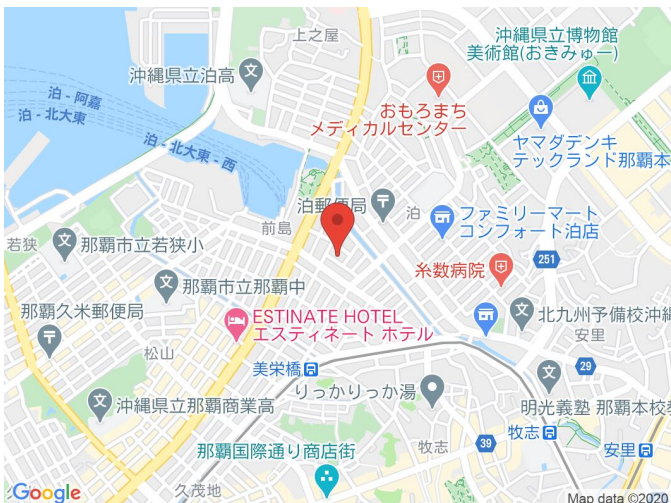 上之屋
沖縄県立博物館
美術館(おきみゅー)
沖縄県立泊高
おもろまち
メディカルセンター
泊 - 阿嘉
泊 - 北大東
泊 - 北大東 - 西
ヤマダデンキ
テックランド那覇本
泊郵便局
泊
前島
ファミリーマート
コンフォート泊店
若狭
那覇市立若狭小
糸数病院
251
那覇市立那覇中
那覇久米郵便局
ESTINATE HOTEL
エスティネート ホテル
北九州予備校沖縄
安里
松山
美栄橋
29
りっかりっか湯
沖縄県立那覇商業高
明光義塾 那覇本校教
牧志
牧志
39
安里
那覇国際通り商店街
久茂地
Google
Map data ©2020